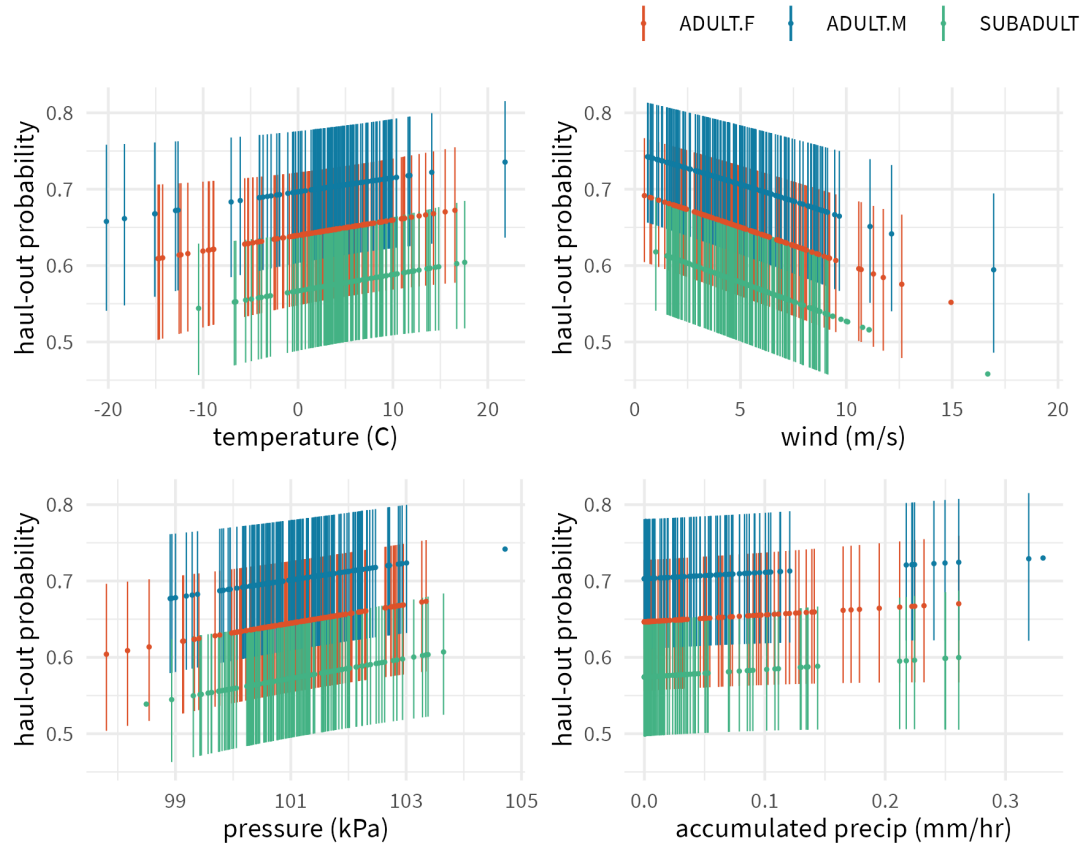 ADULT.F ADULT.M SUBADULT
haul-out probability
0.8
0.7
0.6
0.5
-20 -10 0 10 20
temperature (C)
haul-out probability
0.8
0.7
0.6
0.5
0 5 10 15 20
wind (m/s)
haul-out probability
0.8
0.7
0.6
0.5
99 101 103 105
pressure (kPa)
haul-out probability
0.8
0.7
0.6
0.5
0.0 0.1 0.2 0.3
accumulated precip (mm/hr)